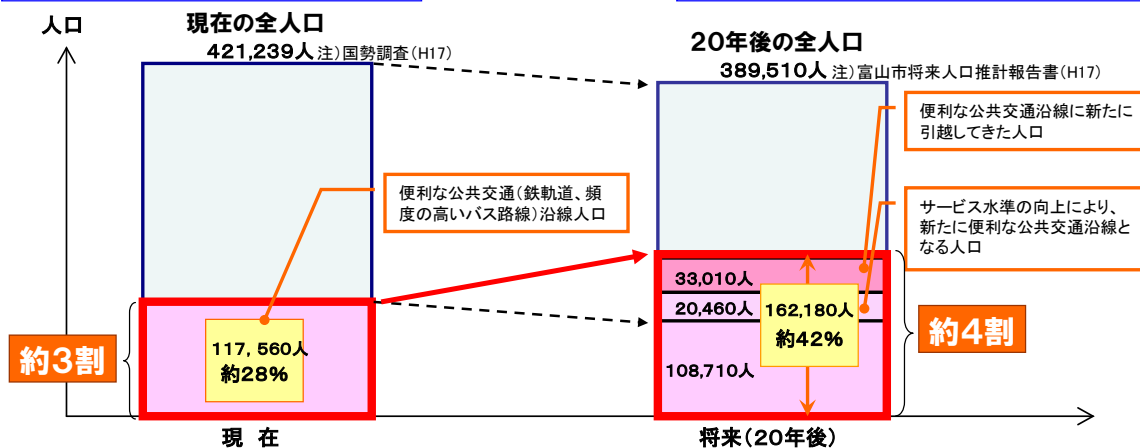 人口
現在の全人口
421,239人 注)国勢調査(H17)
20年後の全人口
389,510人 注)富山市将来人口推計報告書(H17)
便利な公共交通沿線に新たに
引越してきた人口
便利な公共交通(鉄軌道、頻
度の高いバス路線)沿線人口
サービス水準の向上により、
新たに便利な公共交通沿線と
なる人口
33,010人
20,460人
162,180人
約42%
108,710人
約4割
約3割
117,560人
約28%
現 在
将来(20年後)